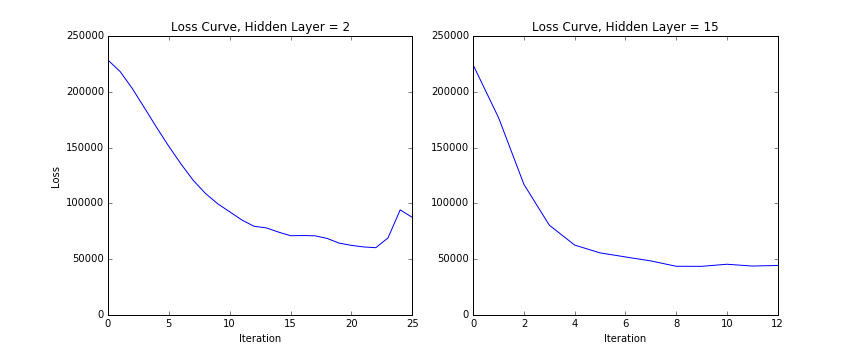 Loss Curve, Hidden Layer = 2
250000
200000
150000
100000
50000
0
Loss
0 5 10 15 20 25
Iteration
Loss Curve, Hidden Layer = 15
250000
200000
150000
100000
50000
0
0 2 4 6 8 10 12
Iteration